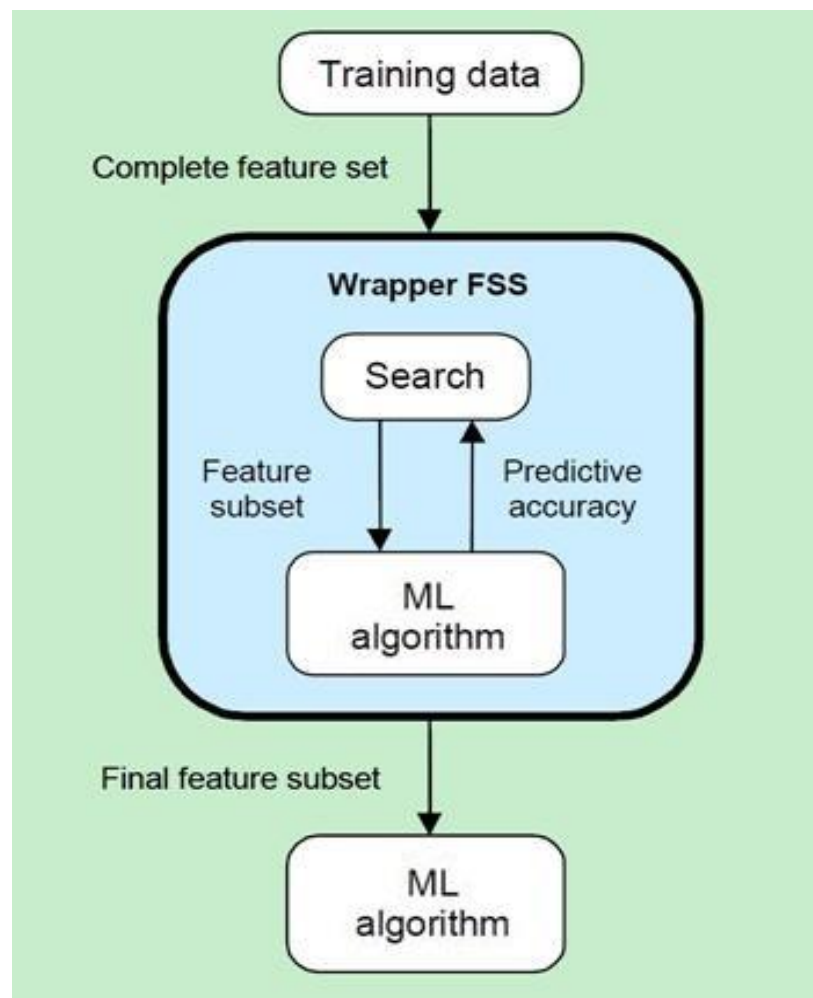 Training data
Complete feature set
Wrapper FSS
Search
Feature
subset
Predictive
accuracy
ML
algorithm
Final feature subset
ML
algorithm